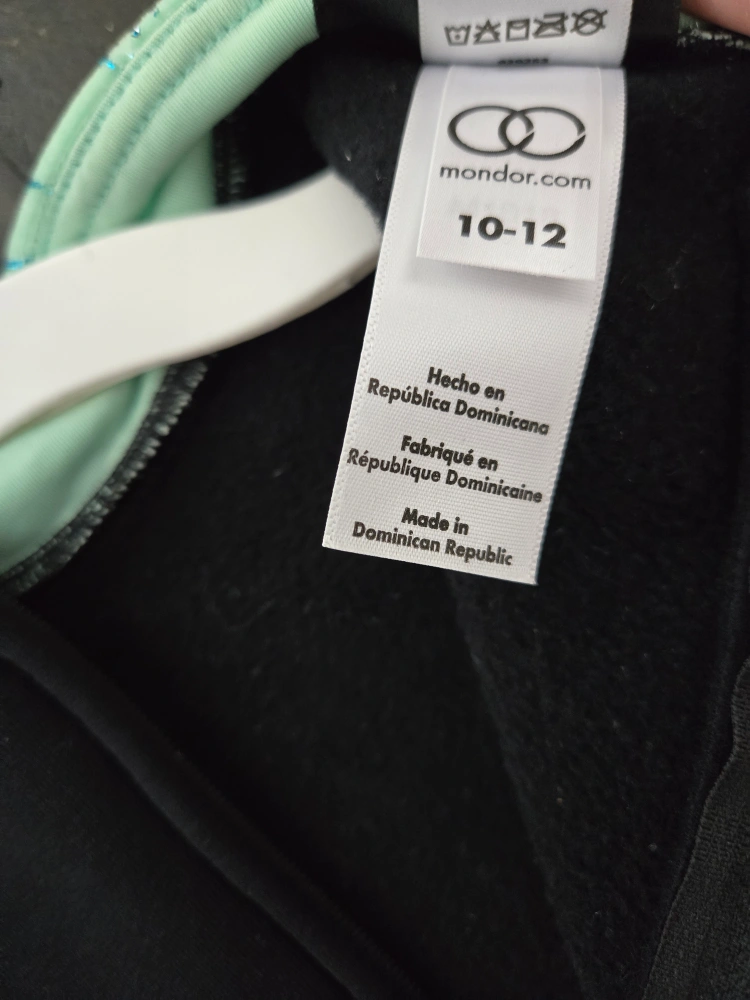 mondor.com
10-12
Hecho en
República Dominicana
Fabriqué en
République Dominicaine
Made in
Dominican Republic